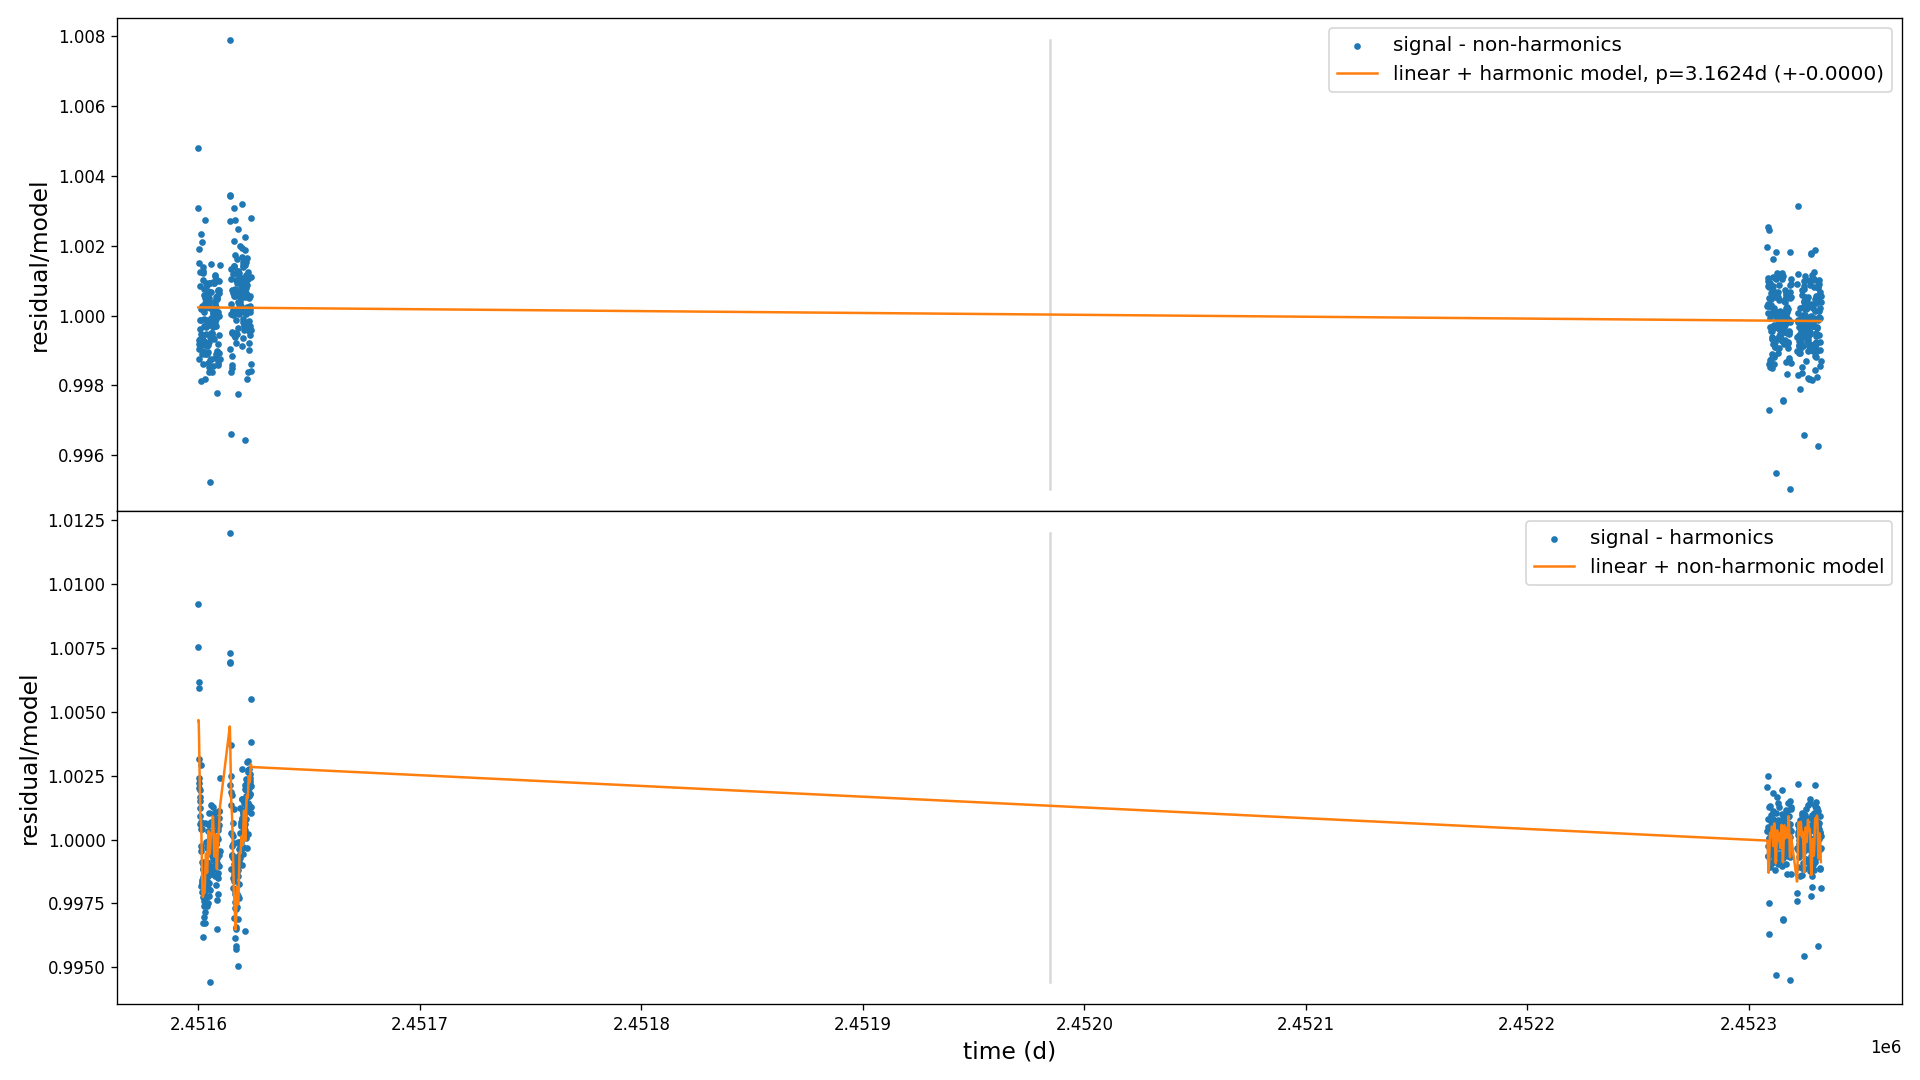 1.008
1.006
1.004
1.002
1.000
0.998
0.996
residual/model
signal - non-harmonics
linear + harmonic model, p=3.1624d (+-0.0000)
1.0125
1.0100
1.0075
1.0050
1.0025
1.0000
0.9975
0.9950
residual/model
signal - harmonics
linear + non-harmonic model
2.4516 2.4517 2.4518 2.4519 2.4520 2.4521 2.4522 2.4523
1e6
time (d)